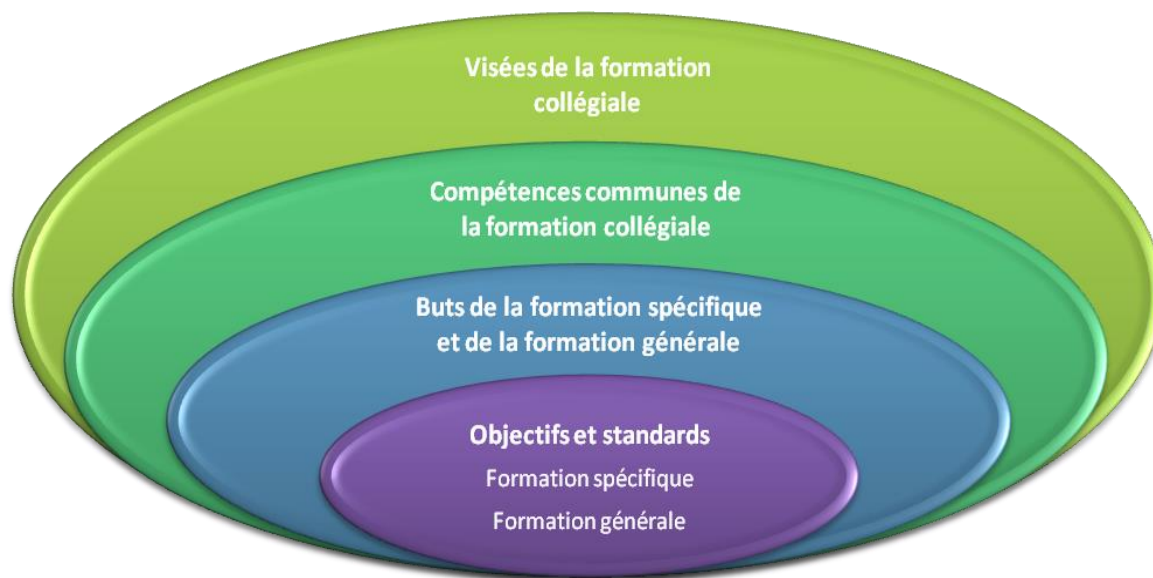 Visées de la formation
collégiale
Compétences communes de
la formation collégiale
Buts de la formation spécifique
et de la formation générale
Objectifs et standards
Formation spécifique
Formation générale